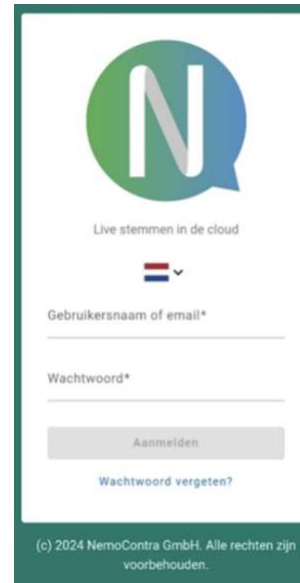 N
Live stemmen in de cloud
Gebruikersnaam of email*
Wachtwoord*
Aanmelden
Wachtwoord vergeten?
(c) 2024 NemoContra GmbH. Alle rechten zijn
voorbehouden.